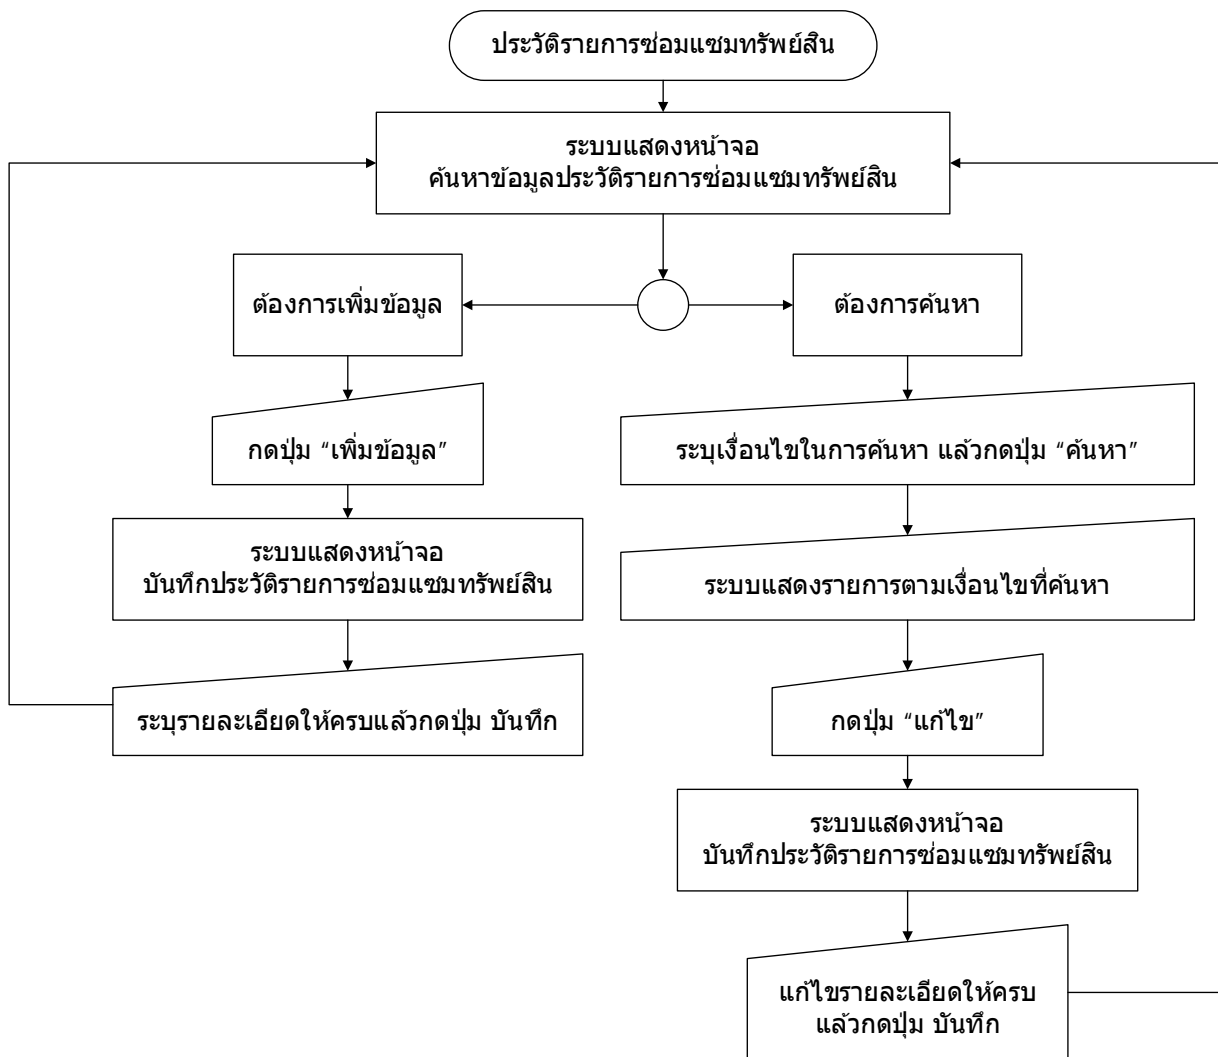 ประวัติรายการซ่อมแซมทรัพย์สิน
ระบบแสดงหน้าจอ
ค้นหาข้อมูลประวัติรายการซ่อมแซมทรัพย์สิน
ต้องการเพิ่มข้อมูล
ต้องการค้นหา
กดปุ่ม “เพิ่มข้อมูล”
ระบุเงื่อนไขในการค้นหา แล้วกดปุ่ม “ค้นหา”
ระบบแสดงหน้าจอ
บันทึกประวัติรายการซ่อมแซมทรัพย์สิน
ระบบแสดงรายการตามเงื่อนไขที่ค้นหา
ระบุรายละเอียดให้ครบแล้วกดปุ่ม บันทึก
กดปุ่ม “แก้ไข”
ระบบแสดงหน้าจอ
บันทึกประวัติรายการซ่อมแซมทรัพย์สิน
แก้ไขรายละเอียดให้ครบ
แล้วกดปุ่ม บันทึก